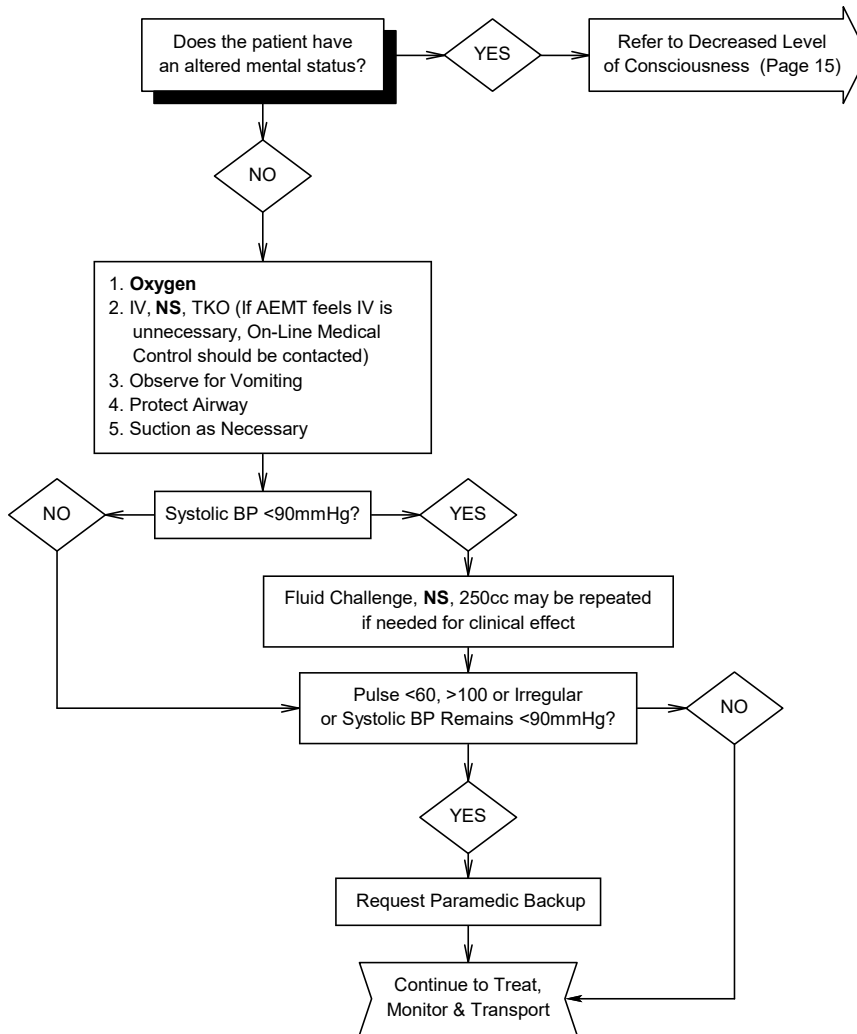 Does the patient have
an altered mental status?
YES
Refer to Decreased Level
of Consciousness (Page 15)
NO
1. Oxygen
2. IV, NS, TKO (If AEMT feels IV is
unnecessary, On-Line Medical
Control should be contacted)
3. Observe for Vomiting
4. Protect Airway
5. Suction as Necessary
NO
Systolic BP <90mmHg?
YES
Fluid Challenge, NS, 250cc may be repeated
if needed for clinical effect
Pulse <60, >100 or Irregular
or Systolic BP Remains <90mmHg?
NO
YES
Request Paramedic Backup
Continue to Treat,
Monitor & Transport